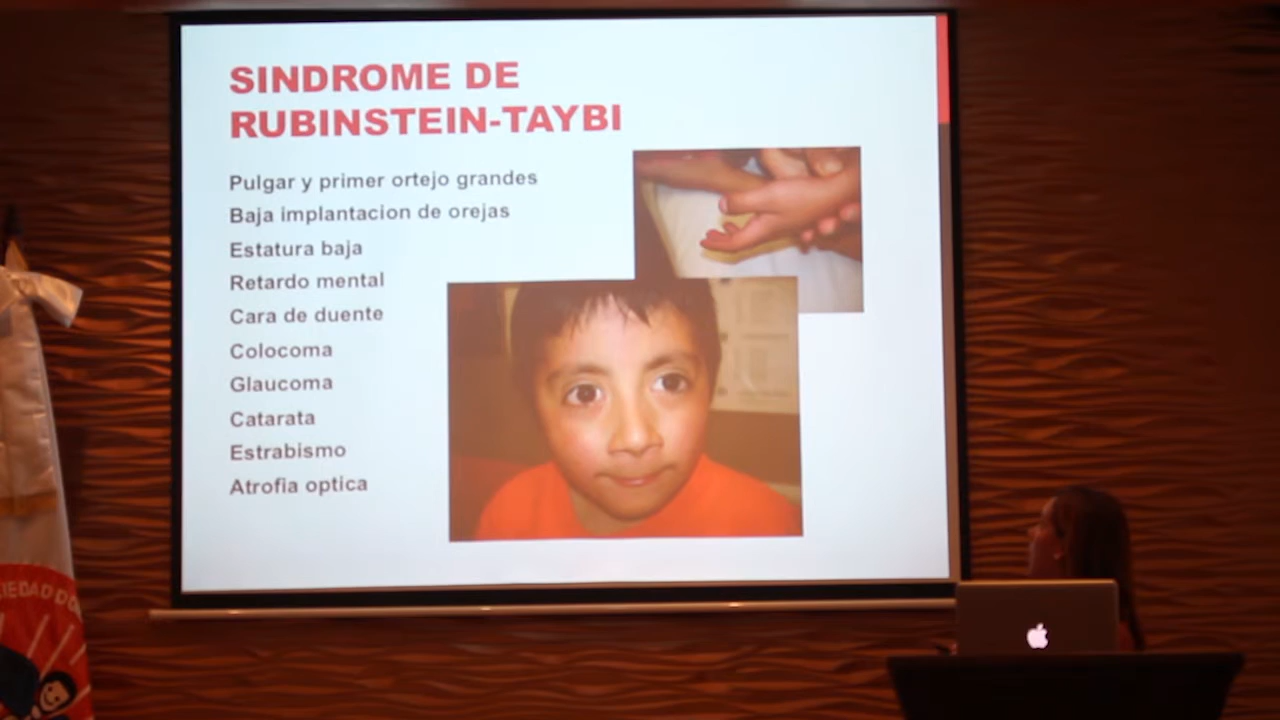 SINDROME DE
RUBINSTEIN-TAYBI
Pulgar y primer ortejo grandes
Baja implantacion de orejas
Estatura baja
Retardo mental
Cara de duente
Colocoma
Glaucoma
Catarata
Estrabismo
Atrofia optica